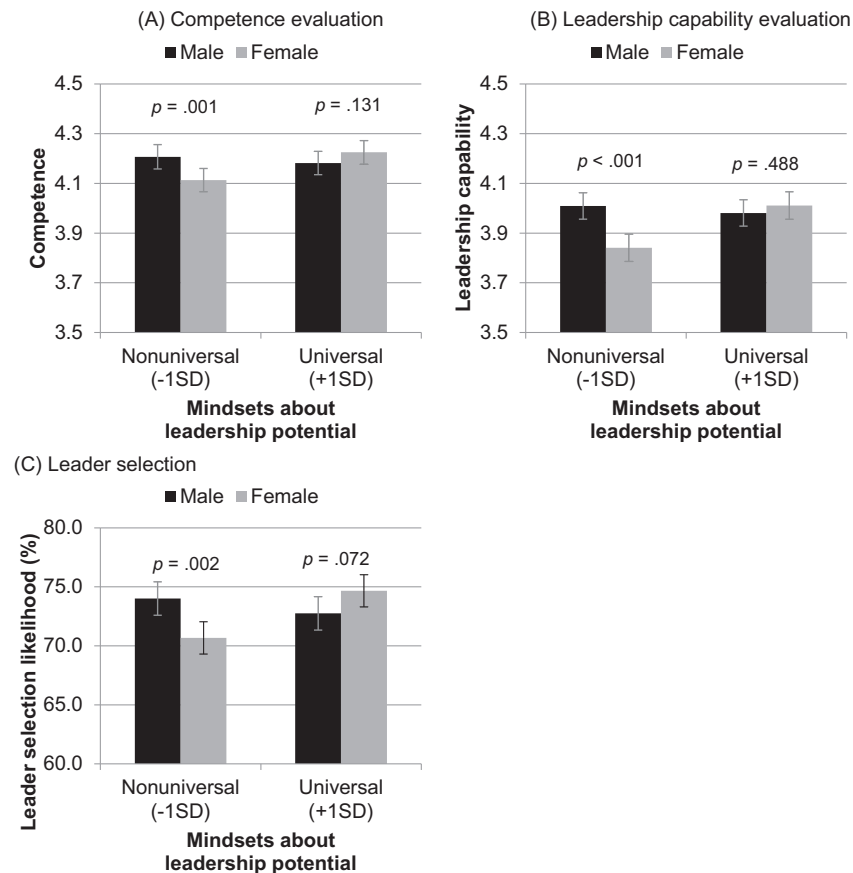 (A) Competence evaluation
Male Female
4.5
4.3
4.1
3.9
3.7
3.5
Competence
p = .001
p = .131
Nonuniversal
(-1SD)
Universal
(+1SD)
Mindsets about
leadership potential
(B) Leadership capability evaluation
Male Female
4.5
4.3
4.1
3.9
3.7
3.5
Leadership capability
p < .001
p = .488
Nonuniversal
(-1SD)
Universal
(+1SD)
Mindsets about
leadership potential
(C) Leader selection
Male Female
80.0
75.0
70.0
65.0
60.0
Leader selection likelihood (%)
p = .002
p = .072
Nonuniversal
(-1SD)
Universal
(+1SD)
Mindsets about
leadership potential